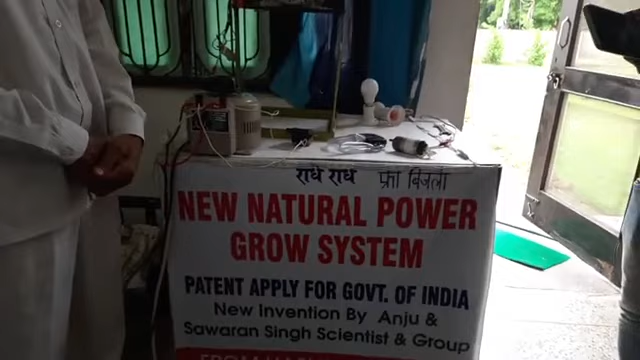 राधे राधे फ्री बिजली
NEW NATURAL POWER
GROW SYSTEM
PATENT APPLY FOR GOVT. OF INDIA
New Invention By Anju &
Sawaran Singh Scientist & Group